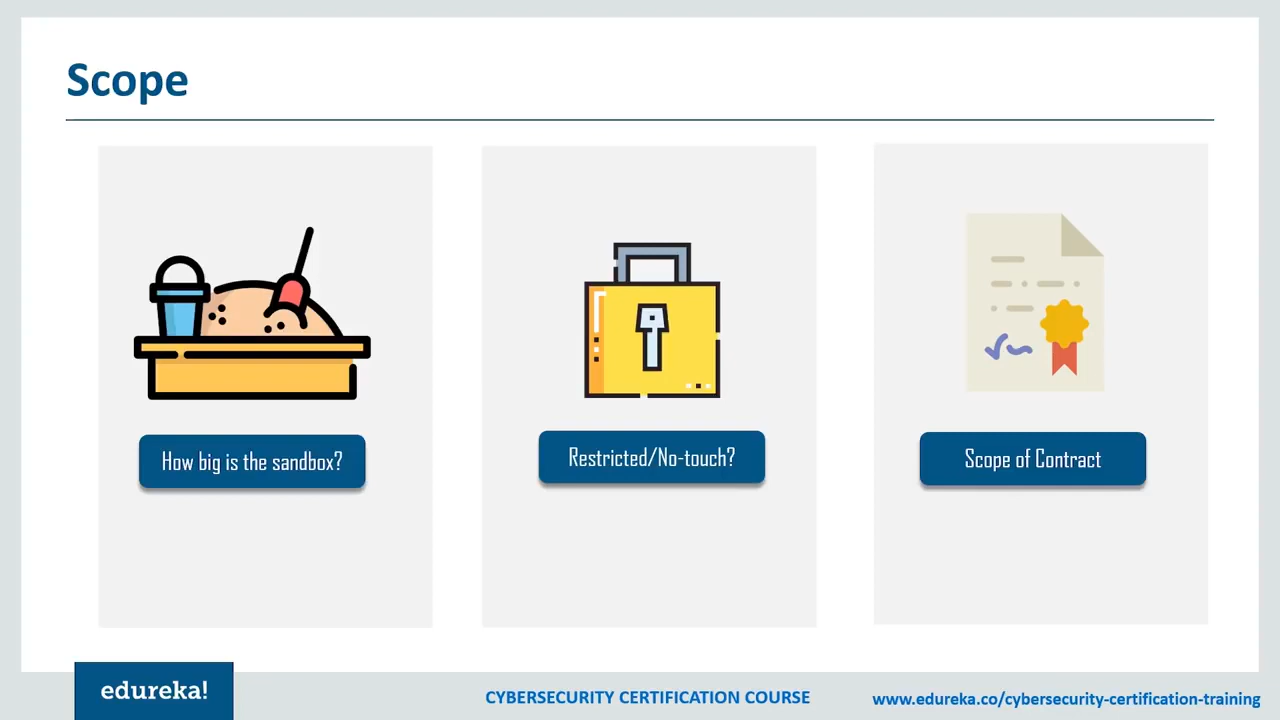 Scope
How big is the sandbox?
Restricted/No-touch?
Scope of Contract
edureka!
CYBERSECURITY CERTIFICATION COURSE
www.edureka.co/cybersecurity-certification-training